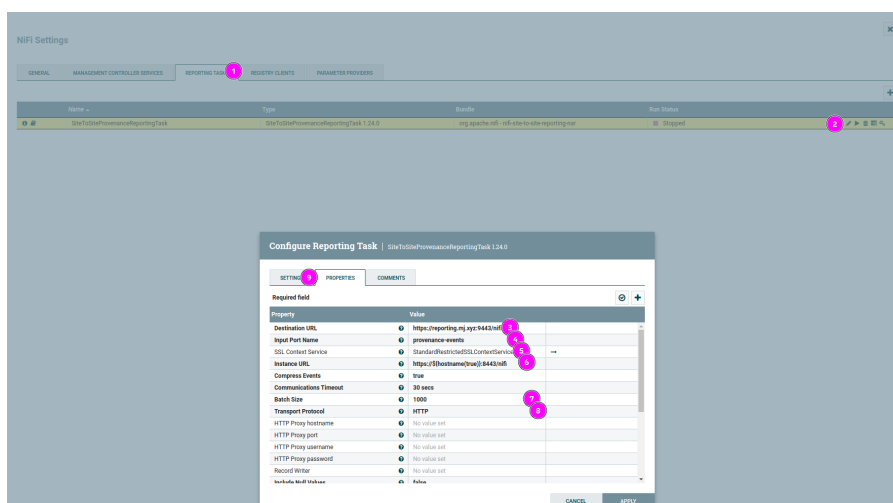 NiFi Settings
GENERAL MANAGEMENT CONTROLLER SERVICES REPORTING TASK 1 REGISTRY CLIENTS PARAMETER PROVIDERS
Name Type Bundle Run Status
SiteToSiteProvenanceReportingTask SiteToSiteProvenanceReportingTask 1.24.0 org.apache.nifi - nifi-site-to-site-reporting-nar Stopped 2
Configure Reporting Task | SiteToSiteProvenanceReportingTask 1.24.0
SETTING 9 PROPERTIES COMMENTS
Required field
Property Value
Destination URL https://reporting.mj.xyz:9443/nifi 3
Input Port Name provenance-events 4
SSL Context Service StandardRestrictedSSLContextService 5
Instance URL https://${hostname(true)}:8443/nifi 6
Compress Events true
Communications Timeout 30 secs
Batch Size 1000 7
Transport Protocol HTTP 8
HTTP Proxy hostname No value set
HTTP Proxy port No value set
HTTP Proxy username No value set
HTTP Proxy password No value set
Record Writer No value set
Include Null Values false
CANCEL APPLY